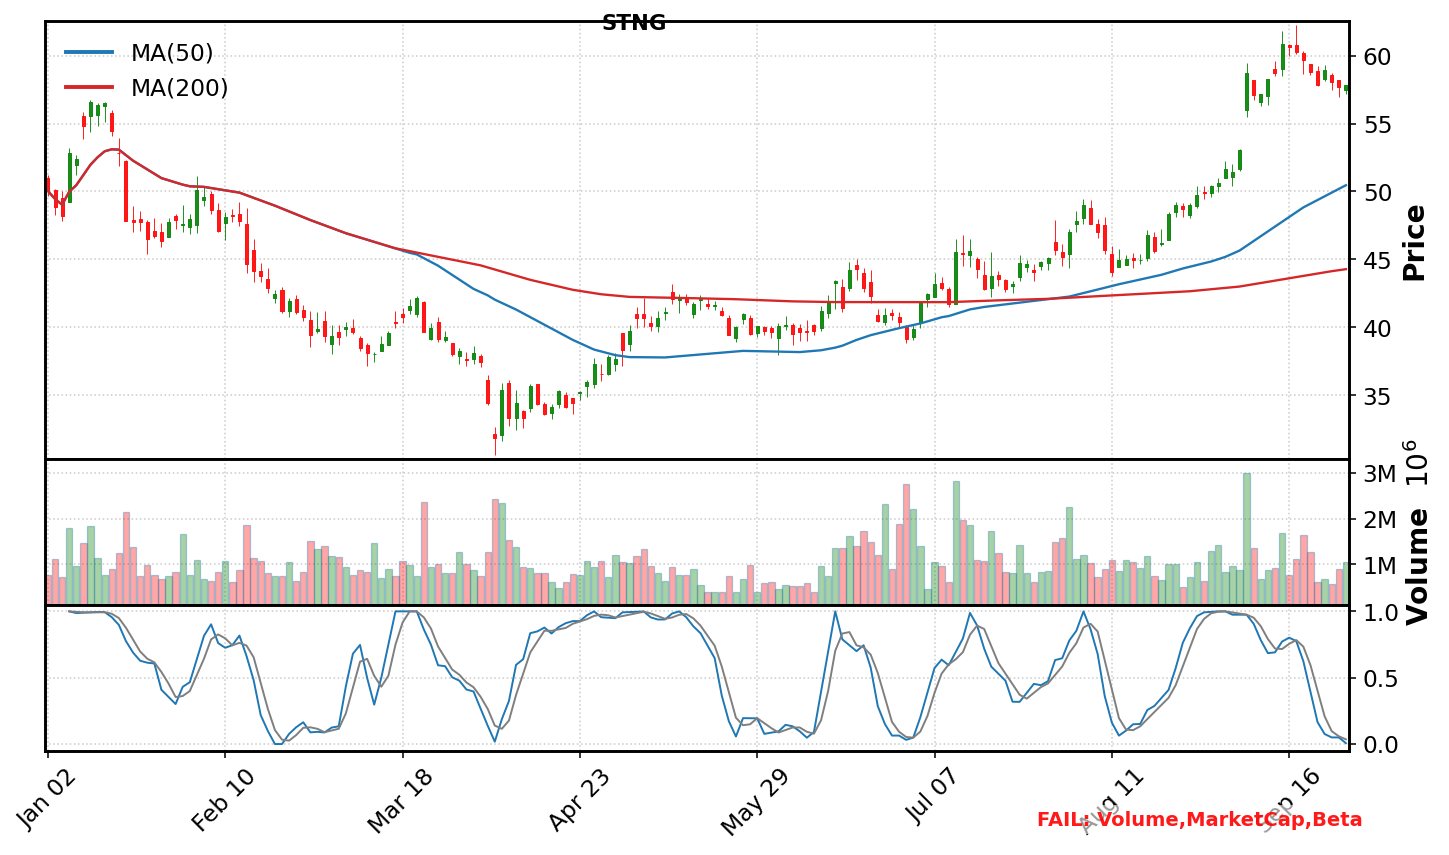 STNG
MA(50)
MA(200)
60
55
50
45
40
35
Price
3M
2M
1M
Volume 10^6
1.0
0.5
0.0
Jan 02
Feb 10
Mar 18
Apr 23
May 29
Jul 07
Aug 11
Sep 16
FAIL: Volume,MarketCap,Beta